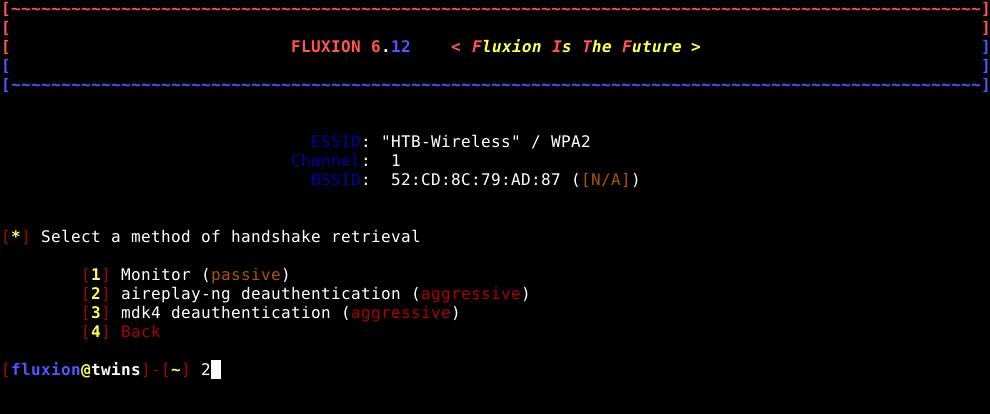 [~~~~~~~~~~~~~~~~~~~~~~~~~~~~~~~~~~~~~~~~~~~~~~~~~~~~~~~~~~~~~~~~~~~~~~~~~~~~~~~~~~~~~~~~~~~~~~~~~]
[ ]
[ FLUXION 6.12 < Fluxion Is The Future > ]
[ ]
[~~~~~~~~~~~~~~~~~~~~~~~~~~~~~~~~~~~~~~~~~~~~~~~~~~~~~~~~~~~~~~~~~~~~~~~~~~~~~~~~~~~~~~~~~~~~~~~~~]
ESSID: "HTB-Wireless" / WPA2
Channel: 1
BSSID: 52:CD:8C:79:AD:87 ([N/A])
[*] Select a method of handshake retrieval
[1] Monitor (passive)
[2] aireplay-ng deauthentication (aggressive)
[3] mdk4 deauthentication (aggressive)
[4] Back
[fluxion@twins]-[~] 2